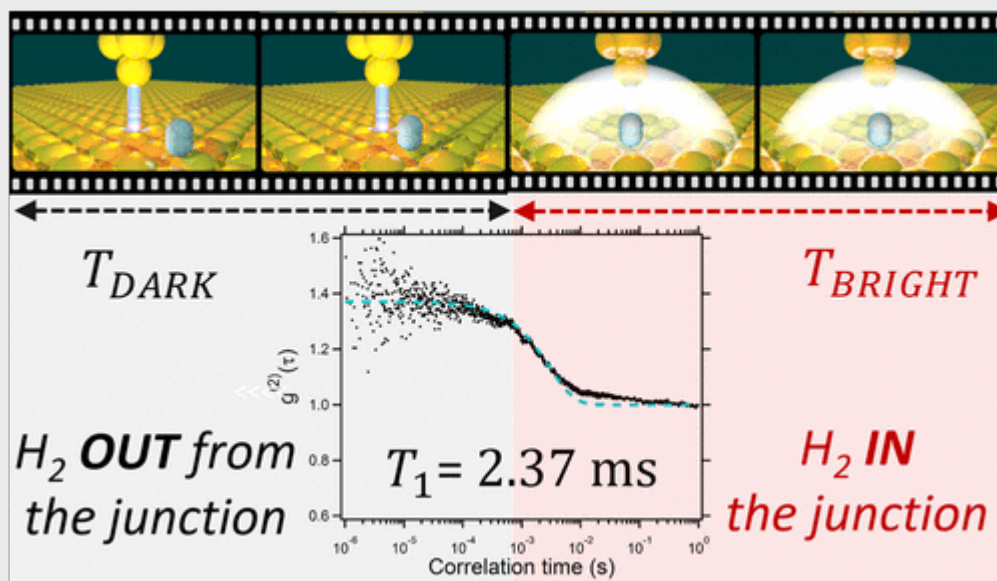 T_DARK
T_BRIGHT
H₂ OUT from
the junction
1.6
1.4
1.2
1.0
0.8
0.6
g⁽²⁾(τ)
T₁ = 2.37 ms
10⁻⁶ 10⁻⁵ 10⁻⁴ 10⁻³ 10⁻² 10⁻¹ 10⁰
Correlation time (s)
H₂ IN
the junction